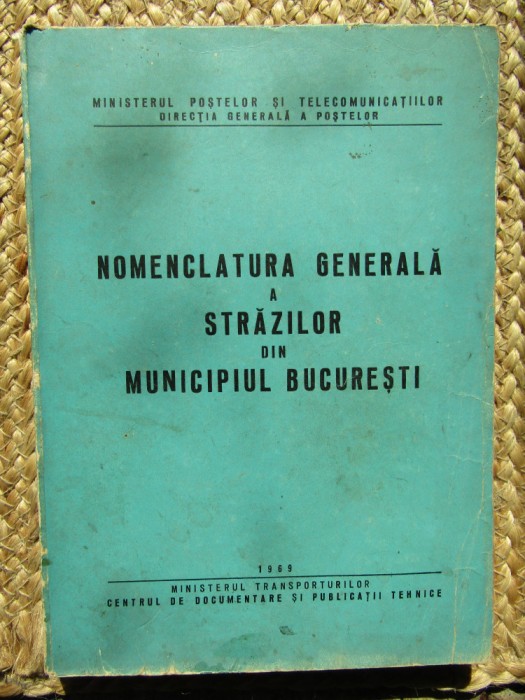 MINISTERUL POȘTELOR ȘI TELECOMUNICAȚIILOR
DIRECȚIA GENERALĂ A POȘTELOR
NOMENCLATURA GENERALĂ
A
STRĂZILOR
DIN
MUNICIPIUL BUCUREȘTI
1969
MINISTERUL TRANSPORTURILOR
CENTRUL DE DOCUMENTARE ȘI PUBLICAȚII TEHNICE